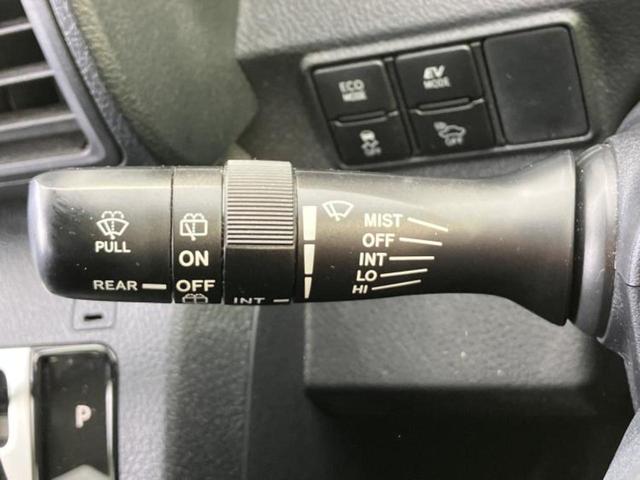 ECO
MODE
EV
MODE
OFF
OFF
PULL
REAR
ON
OFF
INT
MIST
OFF
INT
LO
HI
P